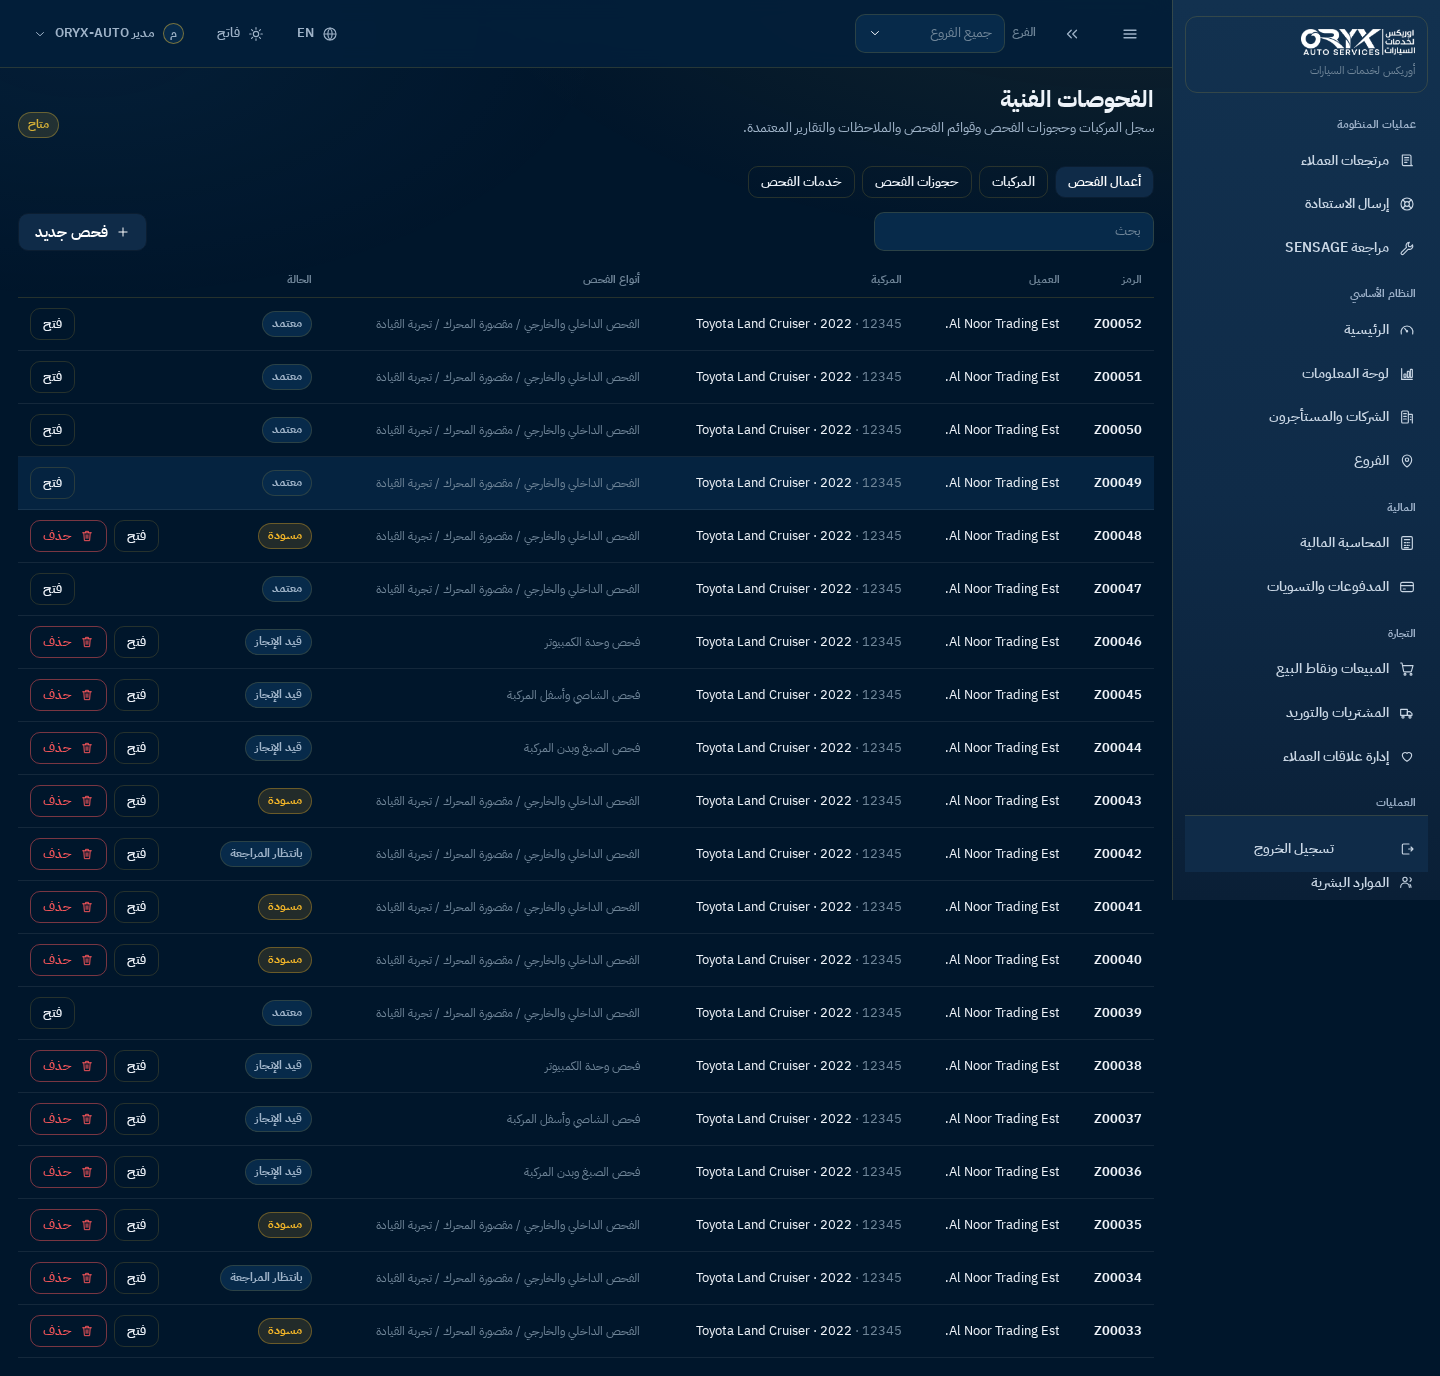 اوريكس
لخدمات
السيارات
ORYX
AUTO SERVICES
أوريكس لخدمات السيارات
عمليات المنظومة
مرتجعات العملاء
إرسال الاستعادة
مراجعة SENSAGE
النظام الأساسي
الرئيسية
لوحة المعلومات
الشركات والمستأجرون
الفروع
المالية
المحاسبة المالية
المدفوعات والتسويات
التجارة
المبيعات ونقاط البيع
المشتريات والتوريد
إدارة علاقات العملاء
العمليات
تسجيل الخروج
الموارد البشرية
الفرع
جميع الفروع
EN
فاتح
م
مدير ORYX-AUTO
الفحوصات الفنية
سجل المركبات وحجوزات الفحص وقوائم الفحص والملاحظات والتقارير المعتمدة.
متاح
أعمال الفحص
المركبات
حجوزات الفحص
خدمات الفحص
بحث
فحص جديد
الرمز العميل المركبة أنواع الفحص الحالة
Z00052 Al Noor Trading Est. Toyota Land Cruiser · 2022 · 12345 الفحص الداخلي والخارجي / مقصورة المحرك / تجربة القيادة معتمد فتح
Z00051 Al Noor Trading Est. Toyota Land Cruiser · 2022 · 12345 الفحص الداخلي والخارجي / مقصورة المحرك / تجربة القيادة معتمد فتح
Z00050 Al Noor Trading Est. Toyota Land Cruiser · 2022 · 12345 الفحص الداخلي والخارجي / مقصورة المحرك / تجربة القيادة معتمد فتح
Z00049 Al Noor Trading Est. Toyota Land Cruiser · 2022 · 12345 الفحص الداخلي والخارجي / مقصورة المحرك / تجربة القيادة معتمد فتح
Z00048 Al Noor Trading Est. Toyota Land Cruiser · 2022 · 12345 الفحص الداخلي والخارجي / مقصورة المحرك / تجربة القيادة مسودة فتح حذف
Z00047 Al Noor Trading Est. Toyota Land Cruiser · 2022 · 12345 الفحص الداخلي والخارجي / مقصورة المحرك / تجربة القيادة معتمد فتح
Z00046 Al Noor Trading Est. Toyota Land Cruiser · 2022 · 12345 فحص وحدة الكمبيوتر قيد الإنجاز فتح حذف
Z00045 Al Noor Trading Est. Toyota Land Cruiser · 2022 · 12345 فحص الشاصي وأسفل المركبة قيد الإنجاز فتح حذف
Z00044 Al Noor Trading Est. Toyota Land Cruiser · 2022 · 12345 فحص الصبغ وبدن المركبة قيد الإنجاز فتح حذف
Z00043 Al Noor Trading Est. Toyota Land Cruiser · 2022 · 12345 الفحص الداخلي والخارجي / مقصورة المحرك / تجربة القيادة مسودة فتح حذف
Z00042 Al Noor Trading Est. Toyota Land Cruiser · 2022 · 12345 الفحص الداخلي والخارجي / مقصورة المحرك / تجربة القيادة بانتظار المراجعة فتح حذف
Z00041 Al Noor Trading Est. Toyota Land Cruiser · 2022 · 12345 الفحص الداخلي والخارجي / مقصورة المحرك / تجربة القيادة مسودة فتح حذف
Z00040 Al Noor Trading Est. Toyota Land Cruiser · 2022 · 12345 الفحص الداخلي والخارجي / مقصورة المحرك / تجربة القيادة مسودة فتح حذف
Z00039 Al Noor Trading Est. Toyota Land Cruiser · 2022 · 12345 الفحص الداخلي والخارجي / مقصورة المحرك / تجربة القيادة معتمد فتح
Z00038 Al Noor Trading Est. Toyota Land Cruiser · 2022 · 12345 فحص وحدة الكمبيوتر قيد الإنجاز فتح حذف
Z00037 Al Noor Trading Est. Toyota Land Cruiser · 2022 · 12345 فحص الشاصي وأسفل المركبة قيد الإنجاز فتح حذف
Z00036 Al Noor Trading Est. Toyota Land Cruiser · 2022 · 12345 فحص الصبغ وبدن المركبة قيد الإنجاز فتح حذف
Z00035 Al Noor Trading Est. Toyota Land Cruiser · 2022 · 12345 الفحص الداخلي والخارجي / مقصورة المحرك / تجربة القيادة مسودة فتح حذف
Z00034 Al Noor Trading Est. Toyota Land Cruiser · 2022 · 12345 الفحص الداخلي والخارجي / مقصورة المحرك / تجربة القيادة بانتظار المراجعة فتح حذف
Z00033 Al Noor Trading Est. Toyota Land Cruiser · 2022 · 12345 الفحص الداخلي والخارجي / مقصورة المحرك / تجربة القيادة مسودة فتح حذف